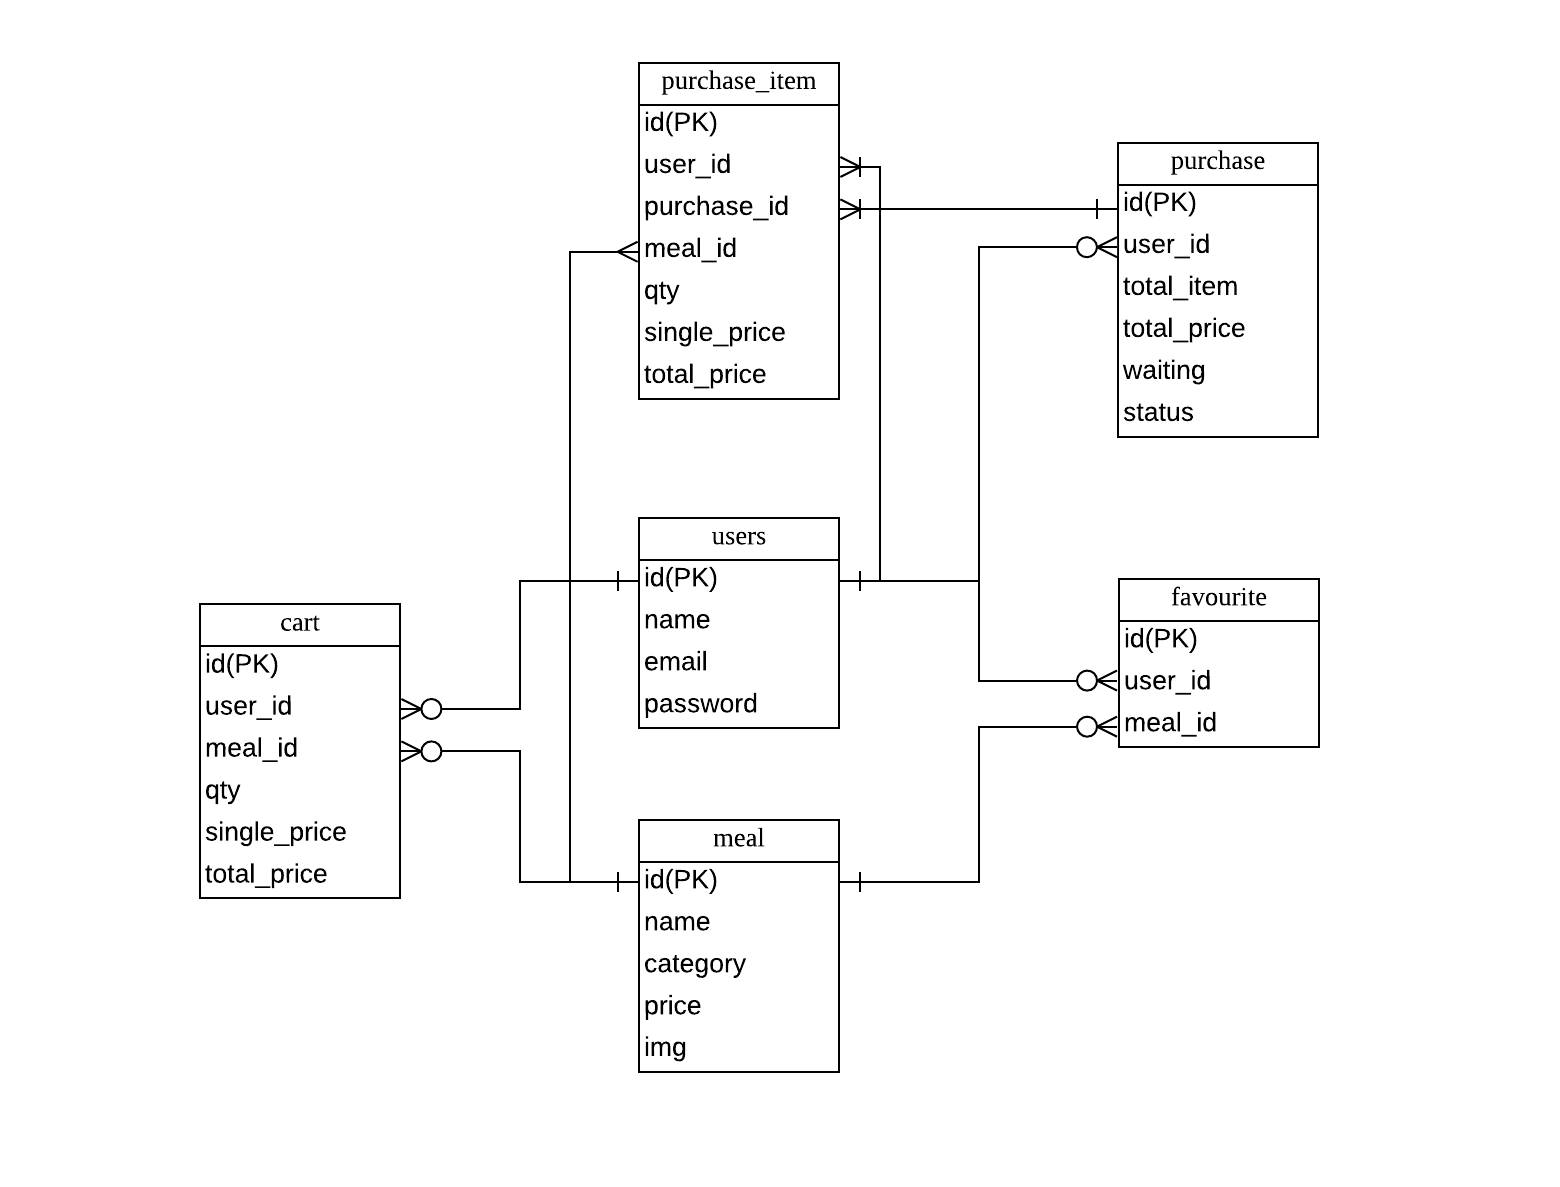 purchase_item
id(PK)
user_id
purchase_id
meal_id
qty
single_price
total_price
purchase
id(PK)
user_id
total_item
total_price
waiting
status
users
id(PK)
name
email
password
favourite
id(PK)
user_id
meal_id
cart
id(PK)
user_id
meal_id
qty
single_price
total_price
meal
id(PK)
name
category
price
img